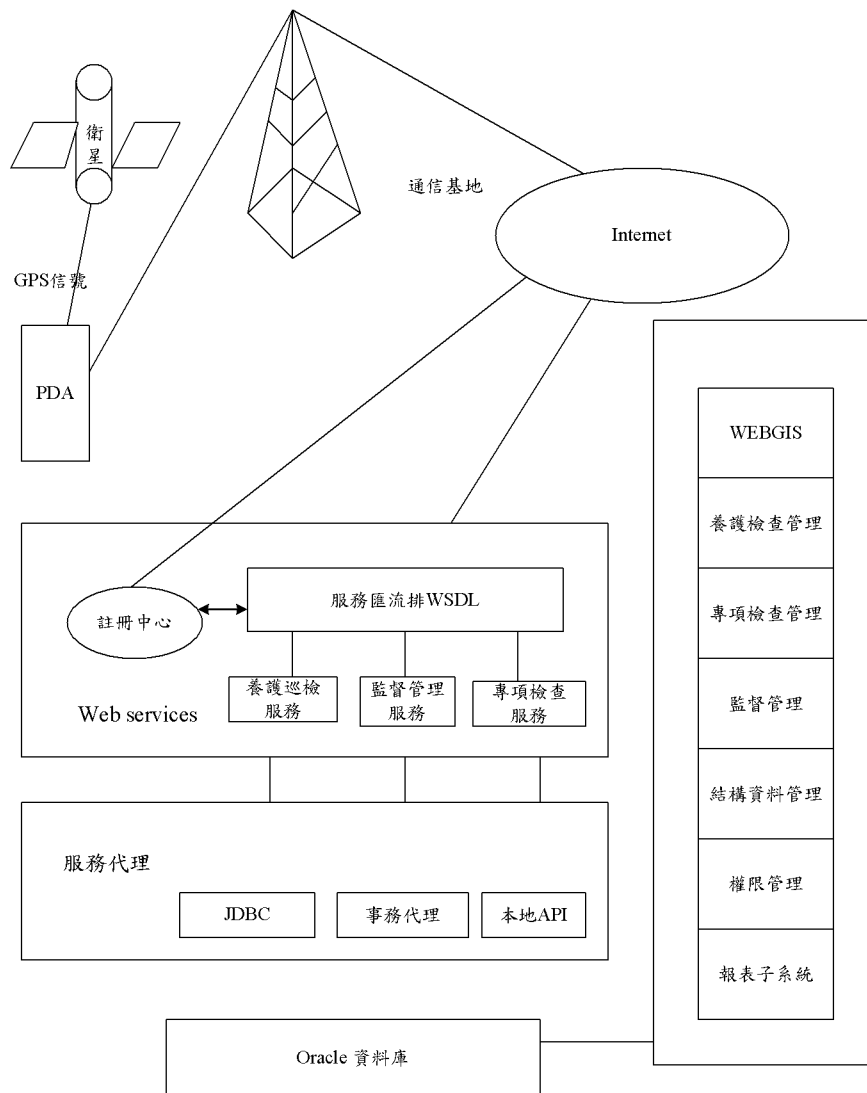 衛
星
通信基地
Internet
GPS信號
PDA
WEBGIS
養護檢查管理
專項檢查管理
監督管理
結構資料管理
權限管理
報表子系統
註冊中心
服務匯流排WSDL
養護巡檢
服務
監督管理
服務
專項檢查
服務
Web services
服務代理
JDBC
事務代理
本地API
Oracle 資料庫